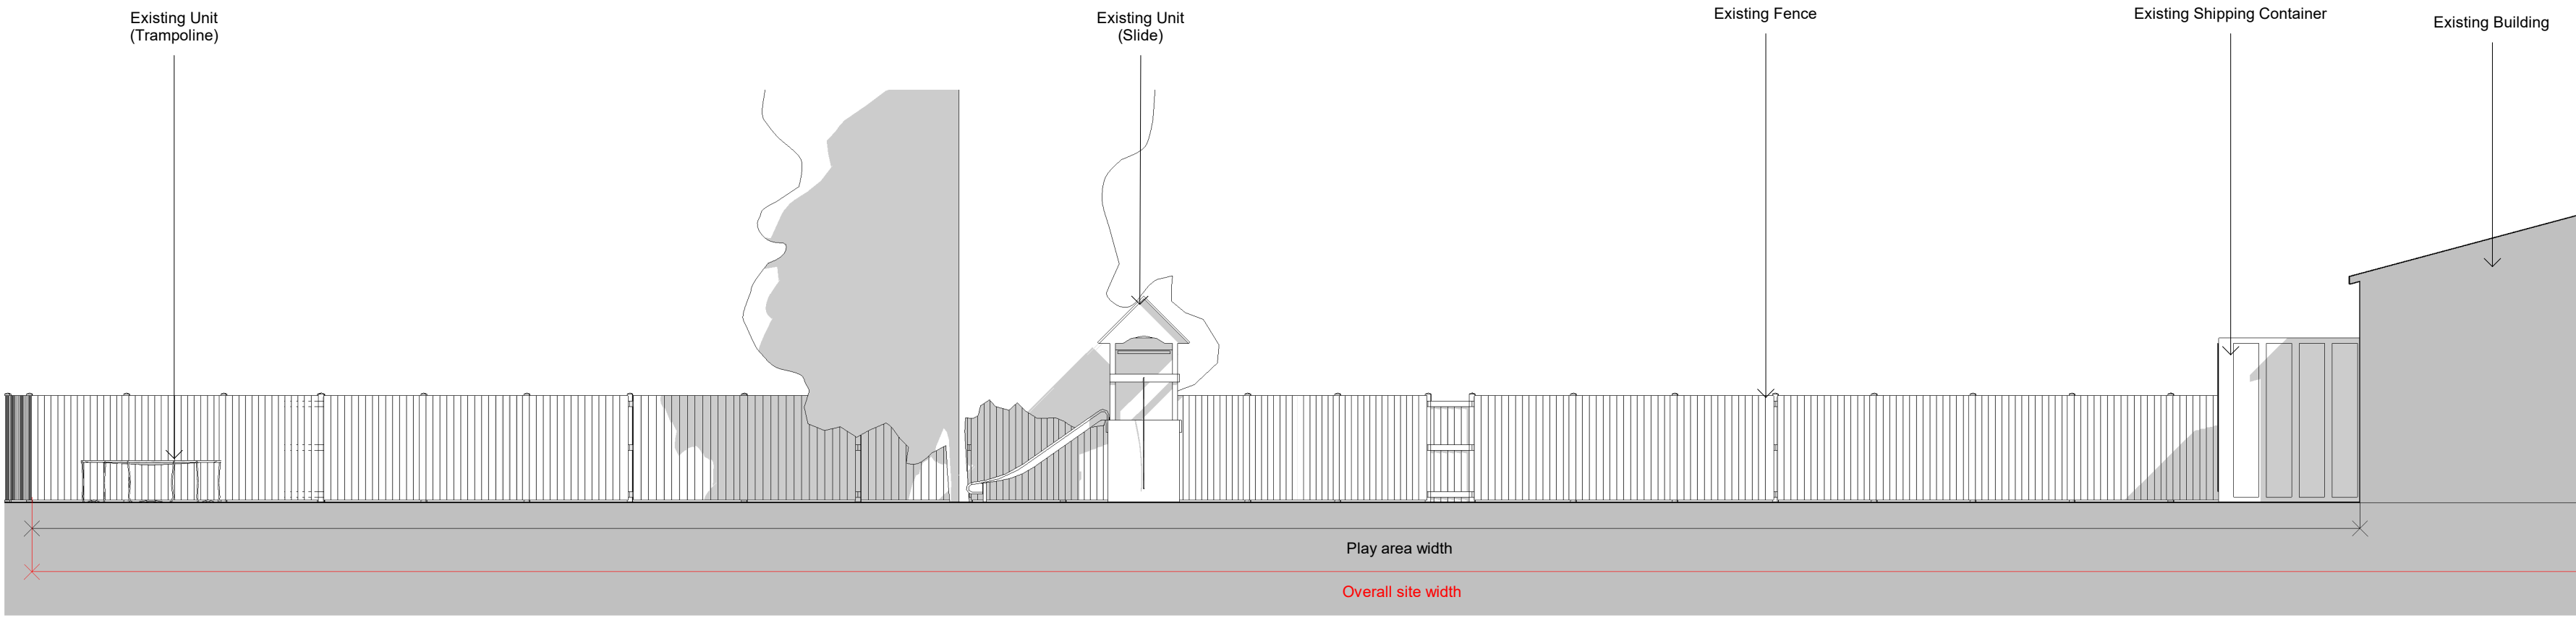 Existing Unit
(Trampoline)
Existing Unit
(Slide)
Existing Fence
Existing Shipping Container
Existing Building
Play area width
Overall site width